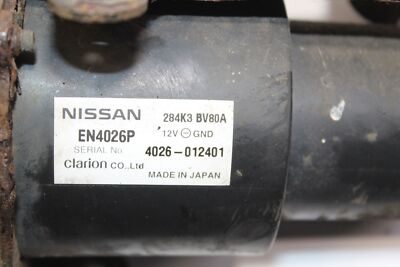 NISSAN 284K3 BV80A
EN4026P 12V ⊖ GND
SERIAL No 4026-012401
clarion CO.,Ltd
MADE IN JAPAN